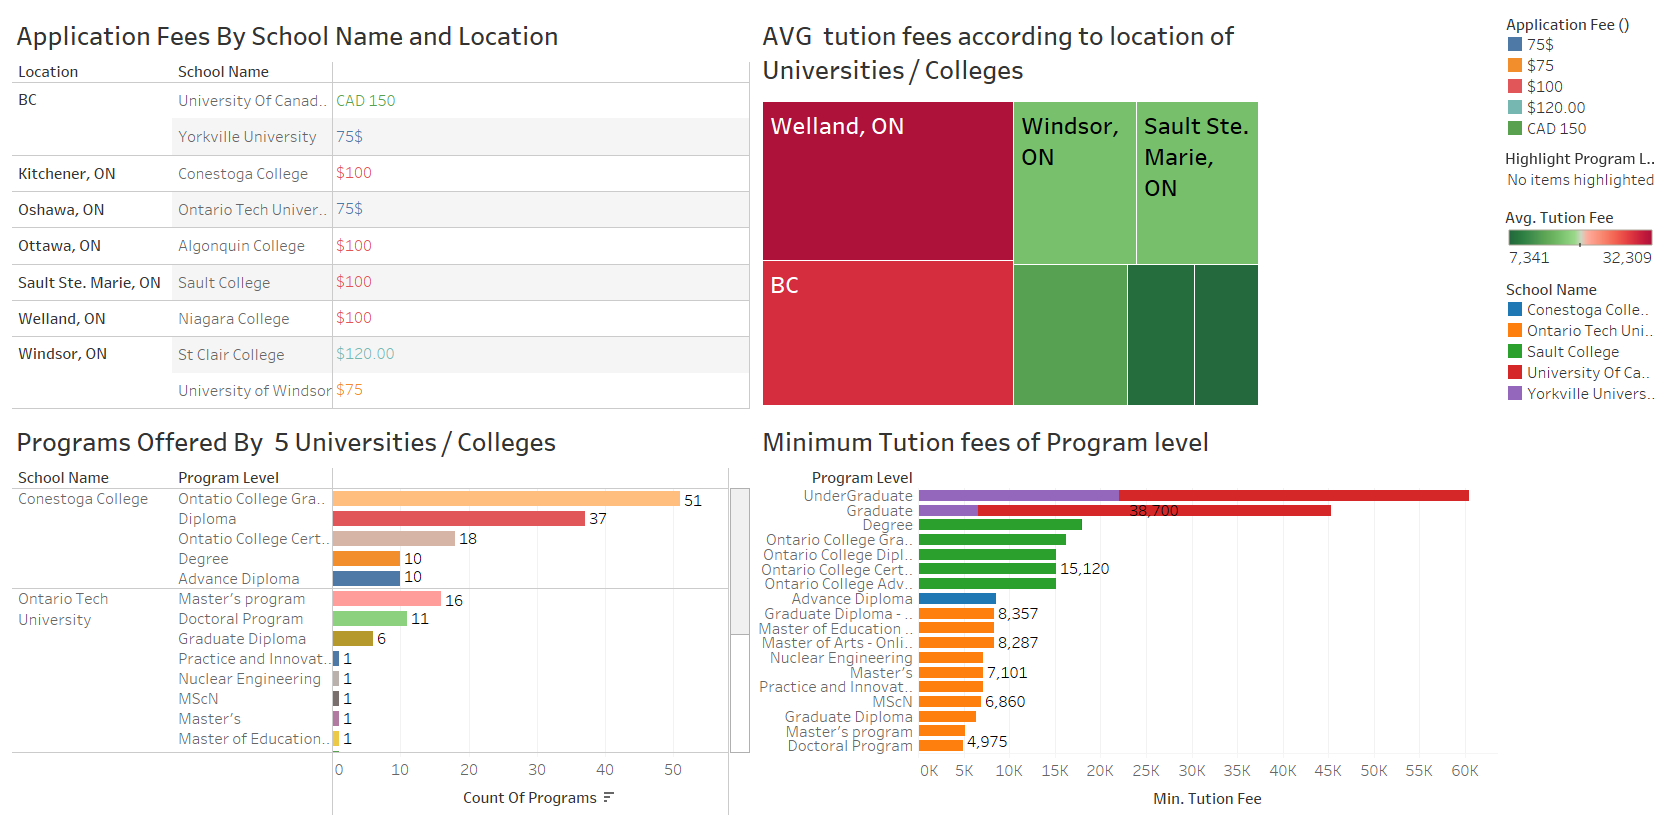 Application Fees By School Name and Location
Location School Name
BC University Of Canad.. CAD 150
Yorkville University 75$
Kitchener, ON Conestoga College $100
Oshawa, ON Ontario Tech Univer.. 75$
Ottawa, ON Algonquin College $100
Sault Ste. Marie, ON Sault College $100
Welland, ON Niagara College $100
Windsor, ON St Clair College $120.00
University of Windsor $75
AVG  tution fees according to location of
Universities / Colleges
Welland, ON
Windsor,
ON
Sault Ste.
Marie,
ON
BC
Application Fee ()
75$
$75
$100
$120.00
CAD 150
Highlight Program L..
No items highlighted
Avg. Tution Fee
7,341 32,309
School Name
Conestoga Colle..
Ontario Tech Uni..
Sault College
University Of Ca..
Yorkville Univers..
Programs Offered By  5 Universities / Colleges
School Name Program Level
Conestoga College Ontatio College Gra.. 51
Diploma 37
Ontatio College Cert.. 18
Degree 10
Advance Diploma 10
Ontario Tech
University
Master's program 16
Doctoral Program 11
Graduate Diploma 6
Practice and Innovat.. 1
Nuclear Engineering 1
MScN 1
Master's 1
Master of Education.. 1
0 10 20 30 40 50
Count Of Programs
Minimum Tution fees of Program level
Program Level
UnderGraduate
Graduate 38,700
Degree
Ontario College Gra..
Ontario College Dipl..
Ontario College Cert.. 15,120
Ontario College Adv..
Advance Diploma
Graduate Diploma - .. 8,357
Master of Education ..
Master of Arts - Onli.. 8,287
Nuclear Engineering
Master's 7,101
Practice and Innovat..
MScN 6,860
Graduate Diploma
Master's program
Doctoral Program 4,975
0K 5K 10K 15K 20K 25K 30K 35K 40K 45K 50K 55K 60K
Min. Tution Fee